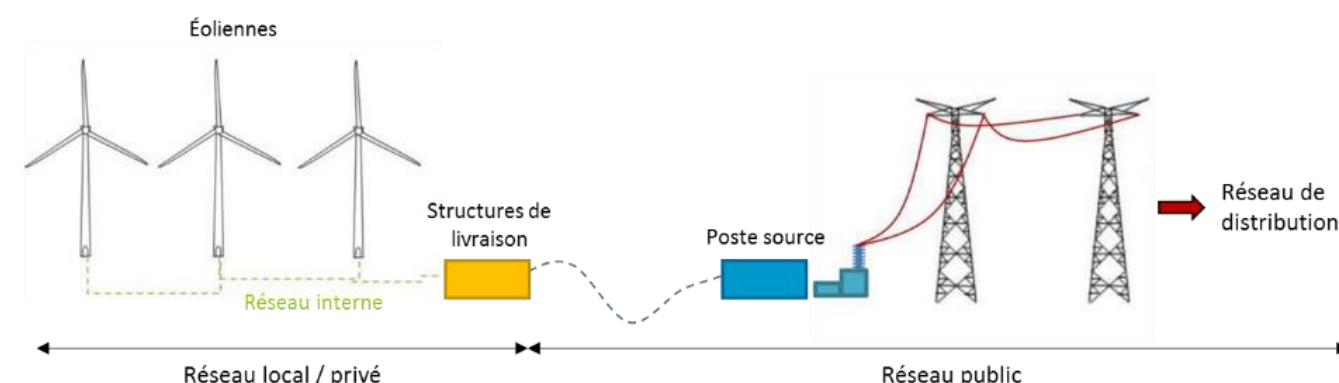 Éoliennes
Structures de
livraison
Poste source
Réseau de
distribution
Réseau interne
Réseau local / privé
Réseau public